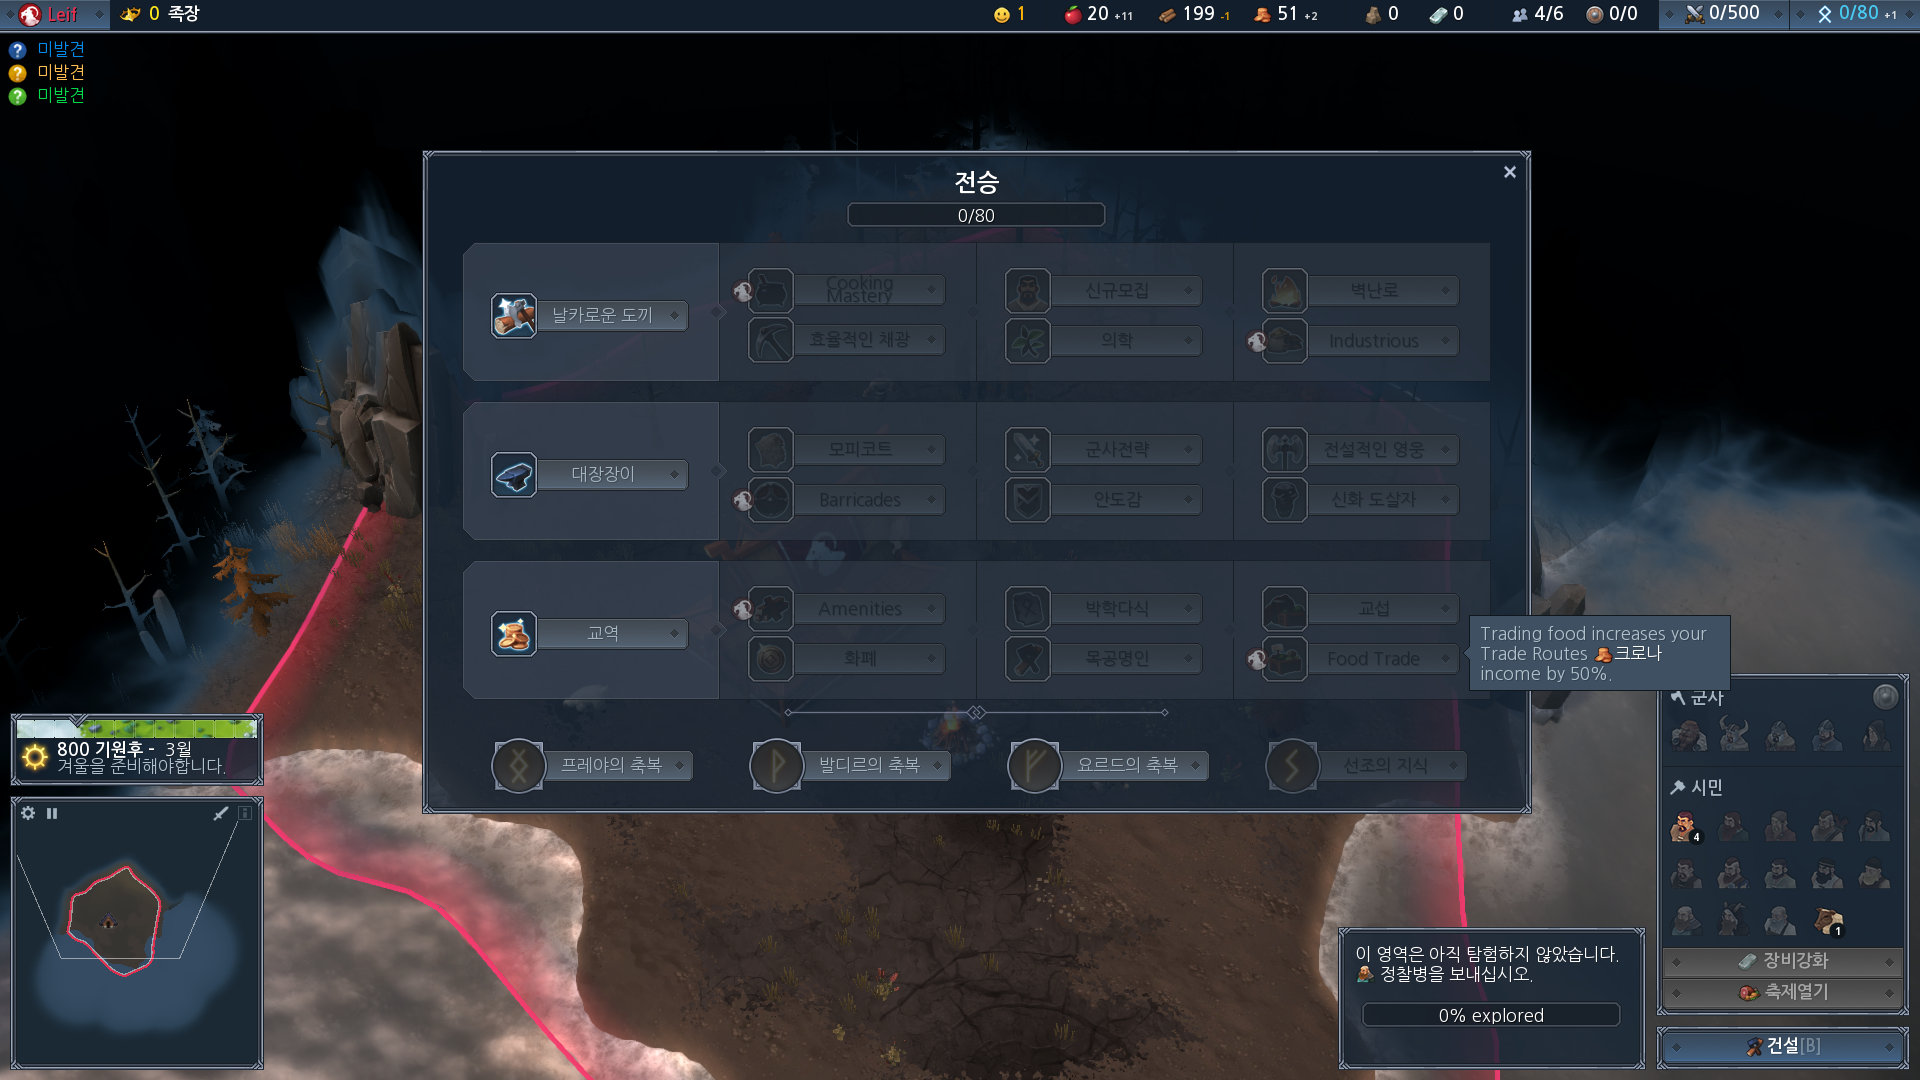 Leif
0 족장
1
20 +11
199 -1
51 +2
0
0
4/6
0/0
0/500
0/80 +1
미발견
미발견
미발견
전승
0/80
날카로운 도끼
Cooking
Mastery
신규모집
벽난로
효율적인 채광
의학
Industrious
대장장이
모피코트
군사전략
전설적인 영웅
Barricades
안도감
신화 도살자
교역
Amenities
박학다식
교섭
화폐
목공명인
Food Trade
Trading food increases your
Trade Routes 크로나
income by 50%.
프레야의 축복
발디르의 축복
요르드의 축복
선조의 지식
800 기원후 - 3월
겨울을 준비해야합니다.
군사
시민
4
1
장비강화
축제열기
건설[B]
이 영역은 아직 탐험하지 않았습니다.
정찰병을 보내십시오.
0% explored